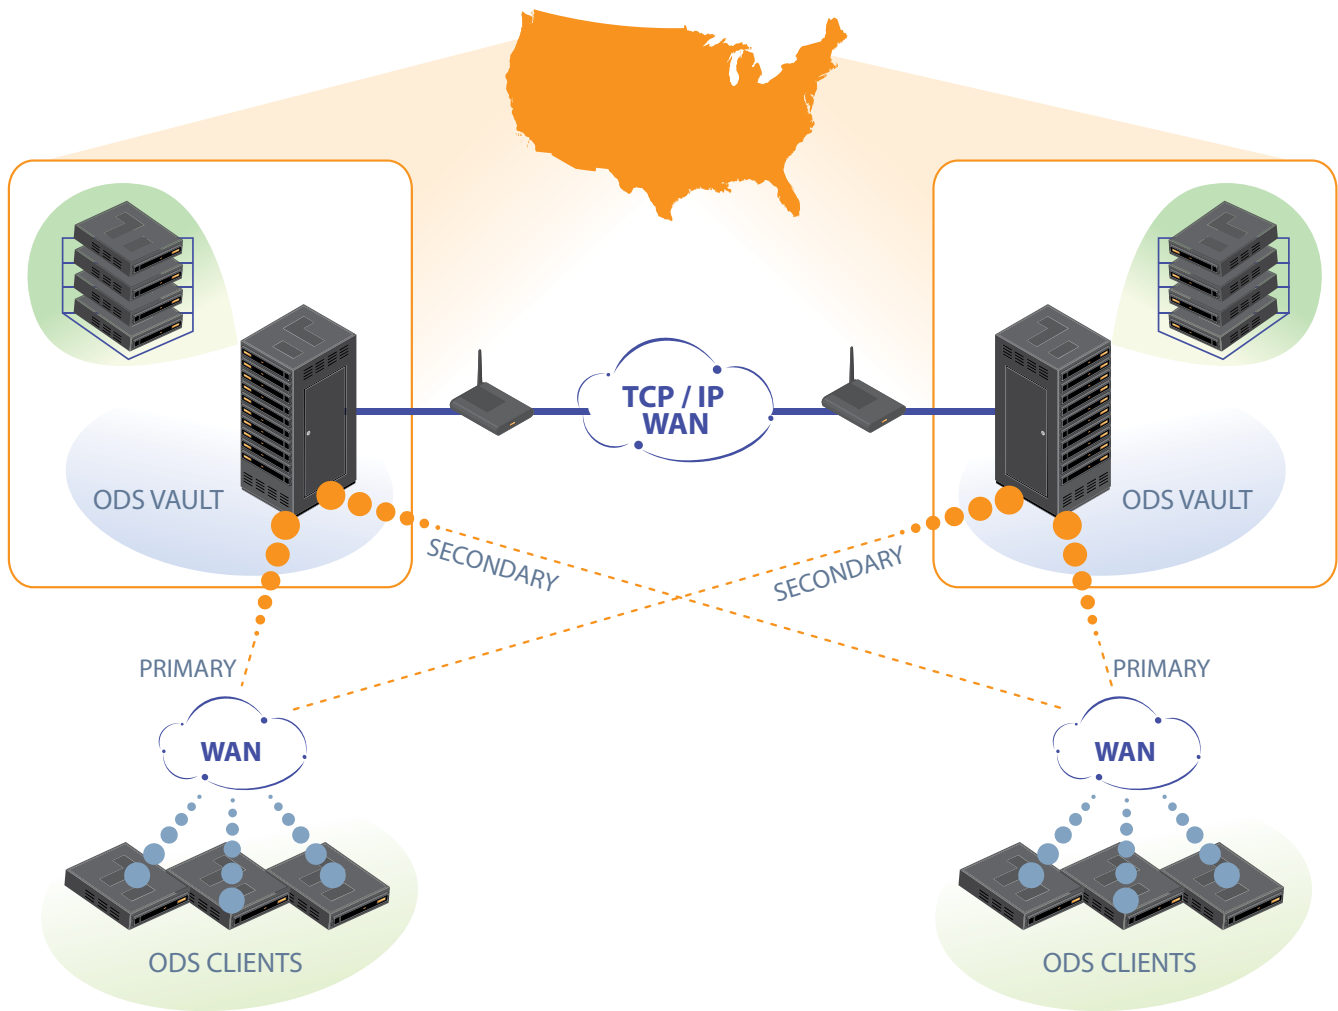 TCP / IP
WAN
ODS VAULT
ODS VAULT
SECONDARY
SECONDARY
PRIMARY
PRIMARY
WAN
WAN
ODS CLIENTS
ODS CLIENTS